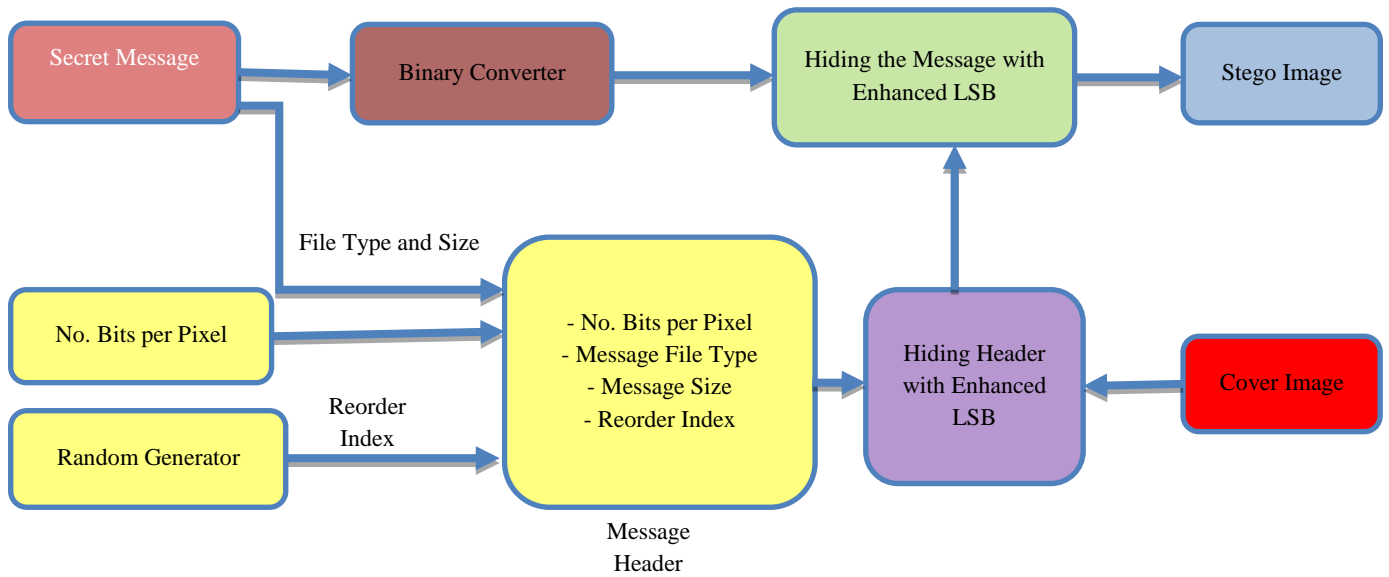 Secret Message
Binary Converter
Hiding the Message with
Enhanced LSB
Stego Image
File Type and Size
No. Bits per Pixel
- No. Bits per Pixel
- Message File Type
- Message Size
- Reorder Index
Hiding Header
with Enhanced
LSB
Cover Image
Reorder
Index
Random Generator
Message
Header